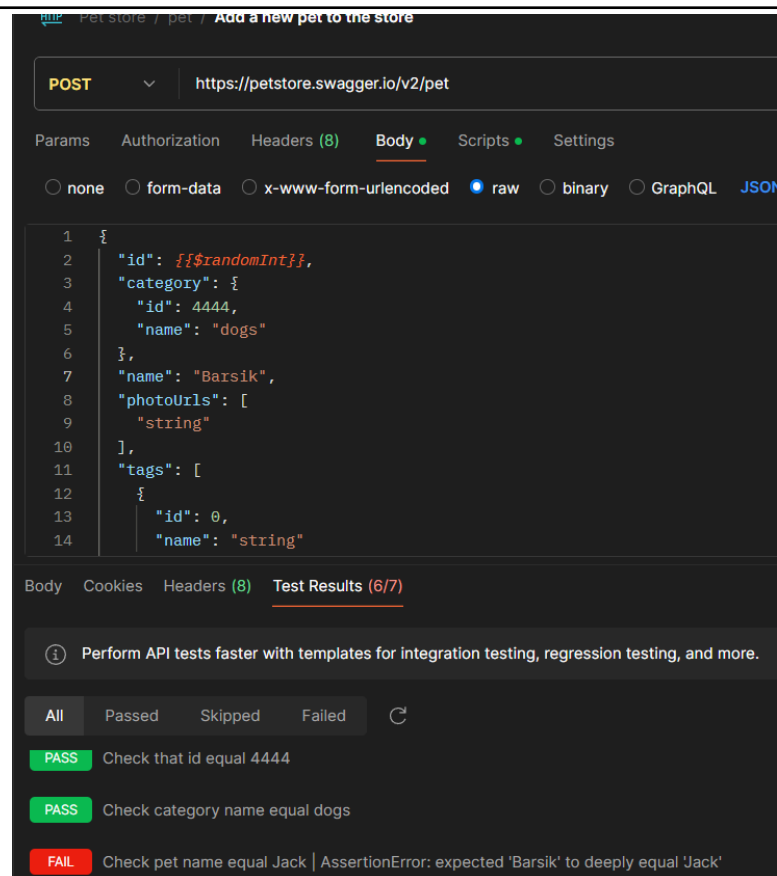 HTTP Pet store / pet / Add a new pet to the store
POST https://petstore.swagger.io/v2/pet
Params Authorization Headers (8) Body Scripts Settings
none form-data x-www-form-urlencoded raw binary GraphQL JSON
1 {
2 "id": {{$randomInt}},
3 "category": {
4 "id": 4444,
5 "name": "dogs"
6 },
7 "name": "Barsik",
8 "photoUrls": [
9 "string"
10 ],
11 "tags": [
12 {
13 "id": 0,
14 "name": "string"
Body Cookies Headers (8) Test Results (6/7)
Perform API tests faster with templates for integration testing, regression testing, and more.
All Passed Skipped Failed
PASS Check that id equal 4444
PASS Check category name equal dogs
FAIL Check pet name equal Jack | AssertionError: expected 'Barsik' to deeply equal 'Jack'